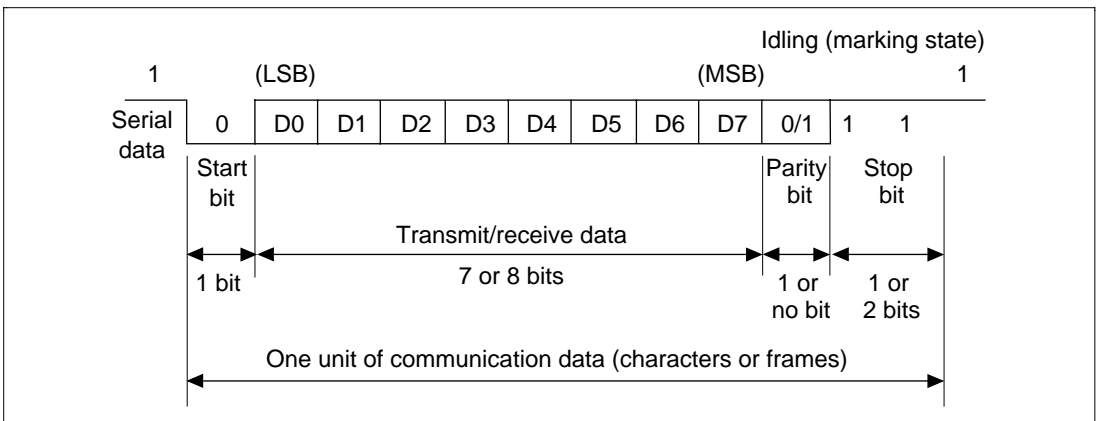 Idling (marking state)
1 (LSB) (MSB) 1
Serial data 0 D0 D1 D2 D3 D4 D5 D6 D7 0/1 1 1
Start bit
Parity bit
Stop bit
Transmit/receive data
1 bit
7 or 8 bits
1 or no bit
1 or 2 bits
One unit of communication data (characters or frames)